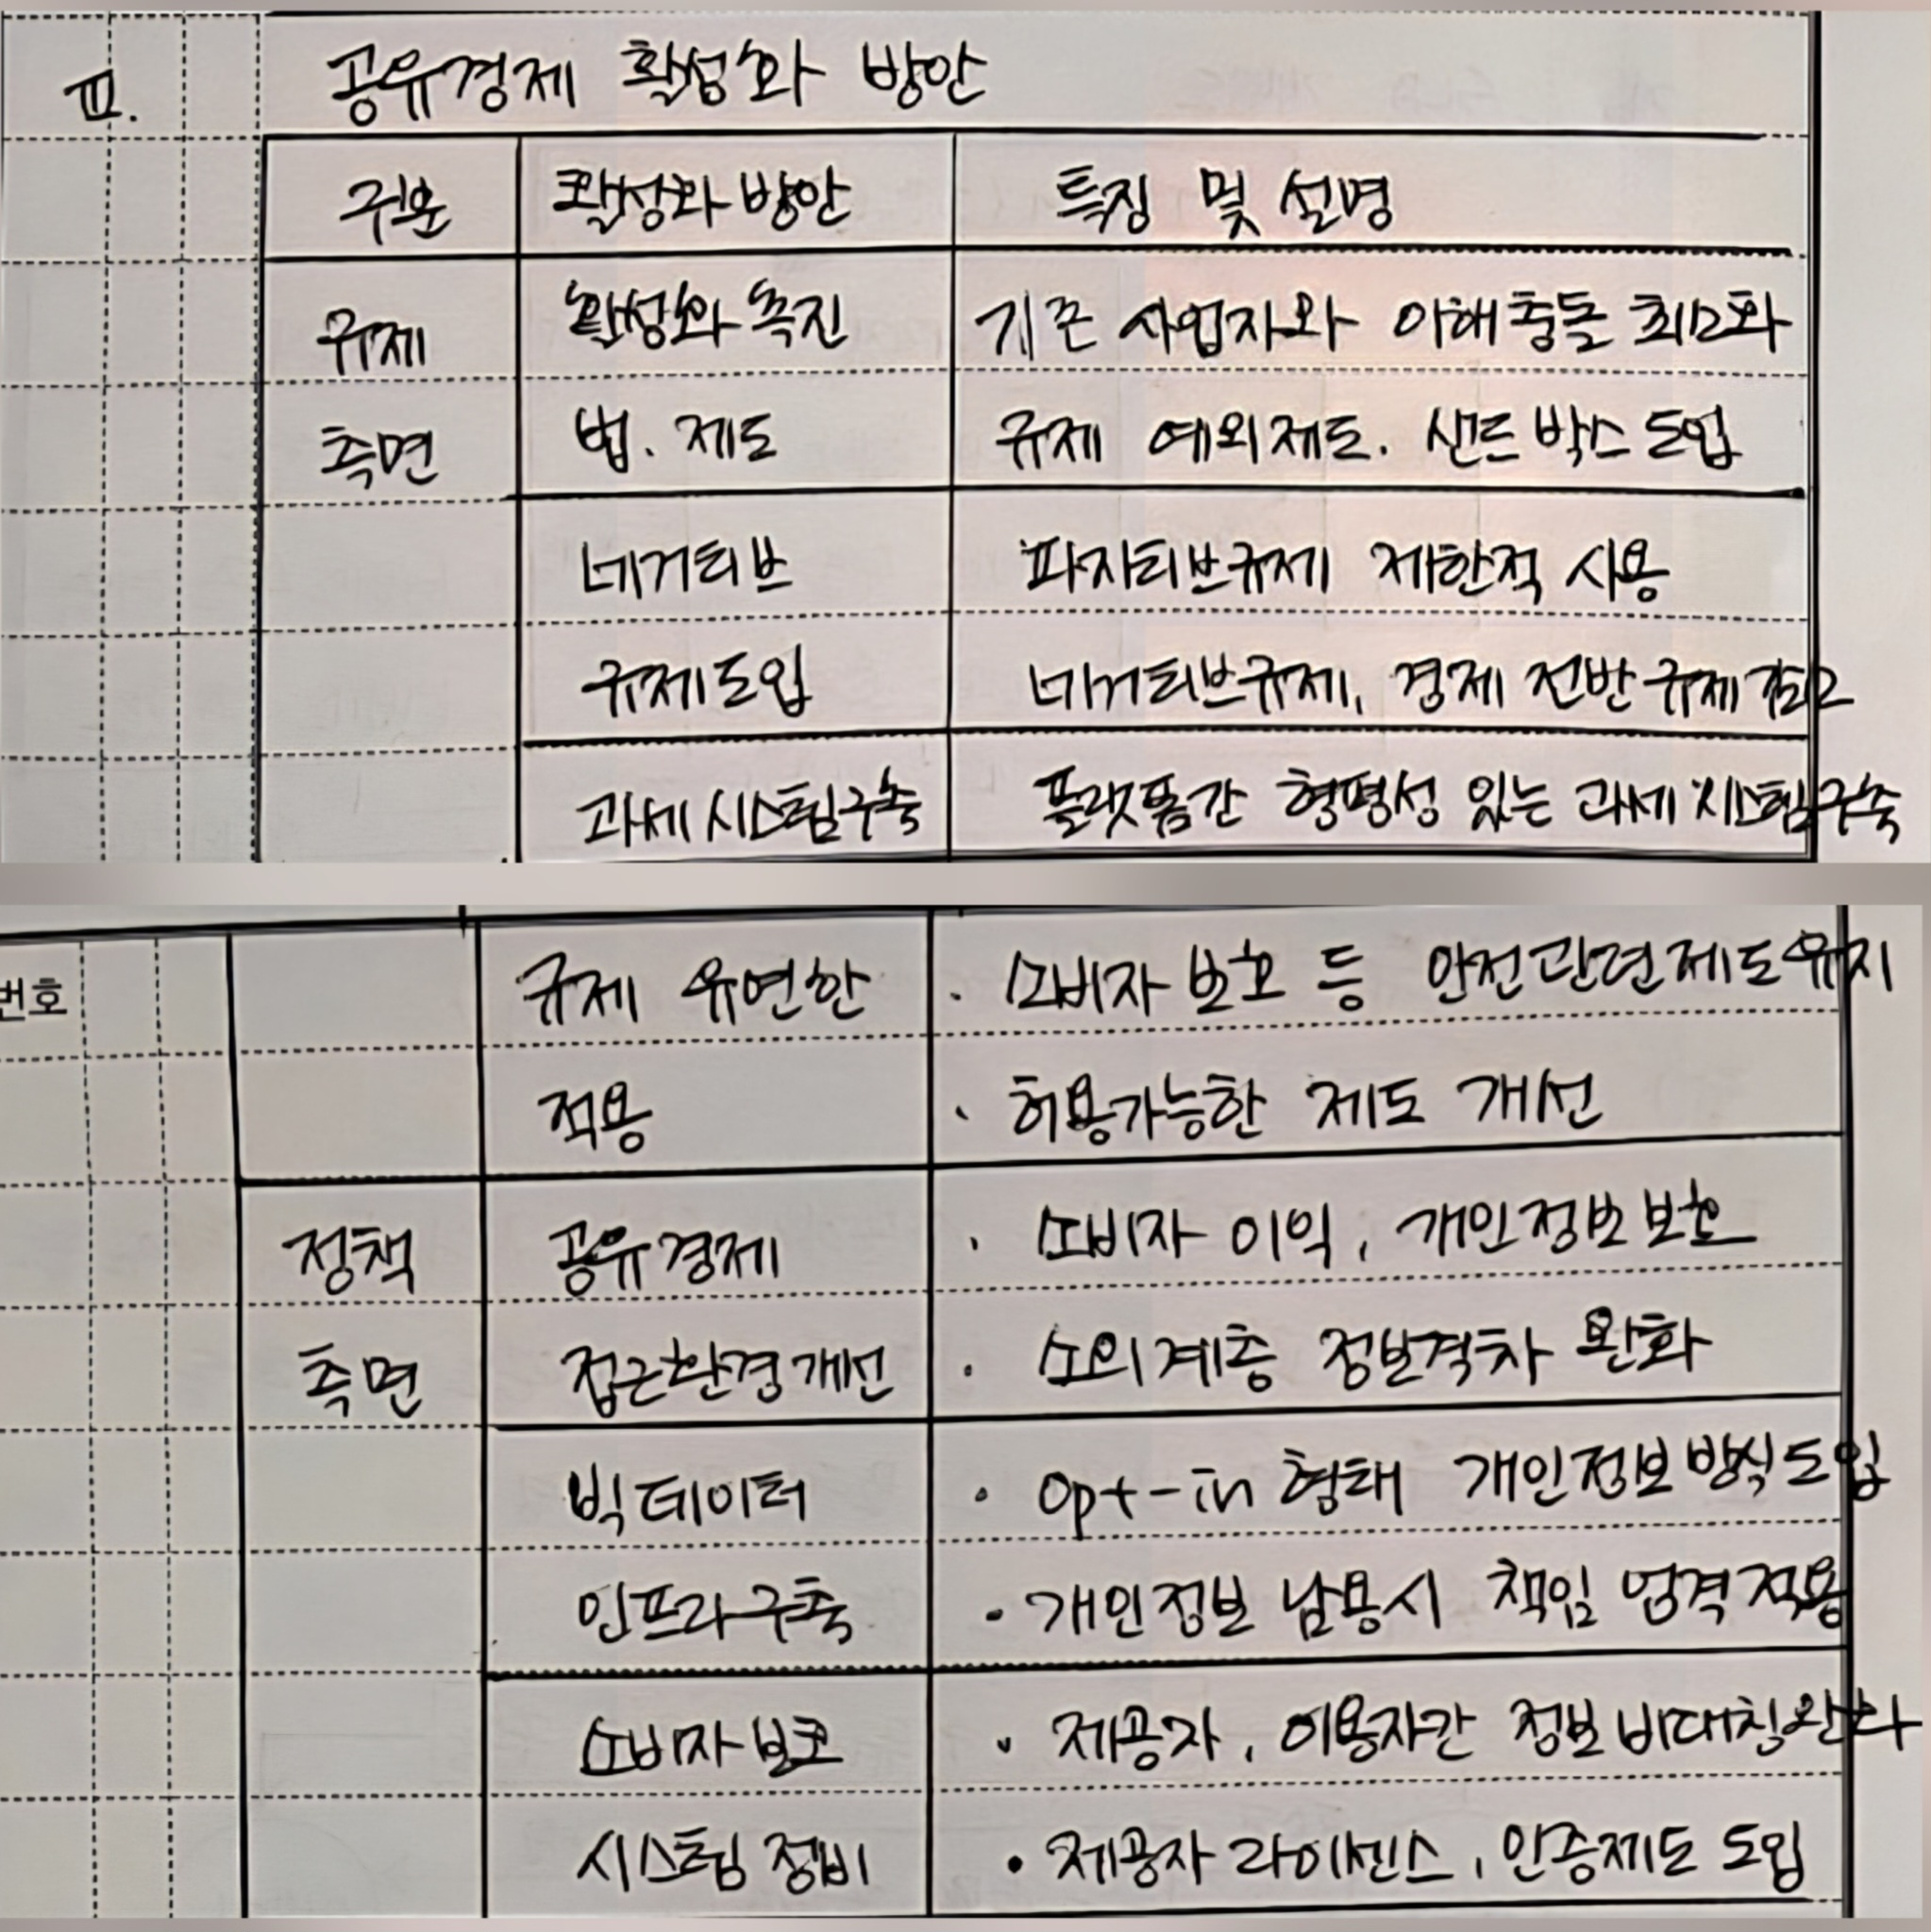 Ⅲ. 공유경제 활성화 방안
구분 활성화 방안 특징 및 설명
규제 활성화 촉진 기존 사업자와 이해충돌 최소화
측면 법. 제도 규제 예외제도. 샌드박스 도입
네거티브 파지티브규제 제한적 사용
규제도입 네거티브규제, 경제 전반 규제 검토
과세 시스템구축 플랫폼간 형평성 있는 과세 시스템구축
번호 규제 유연한 · 소비자 보호 등 안전관련제도유지
적용 · 허용가능한 제도 개선
정책 공유경제 · 소비자 이익, 개인정보 보호
측면 접근환경개선 · 소외계층 정보격차 완화
빅데이터 · opt-in 형태 개인정보 방식도입
인프라구축 · 개인정보 남용시 책임 엄격적용
소비자 보호 · 제공자, 이용자간 정보 비대칭완화
시스템 정비 · 제공자 라이센스, 인증제도 도입